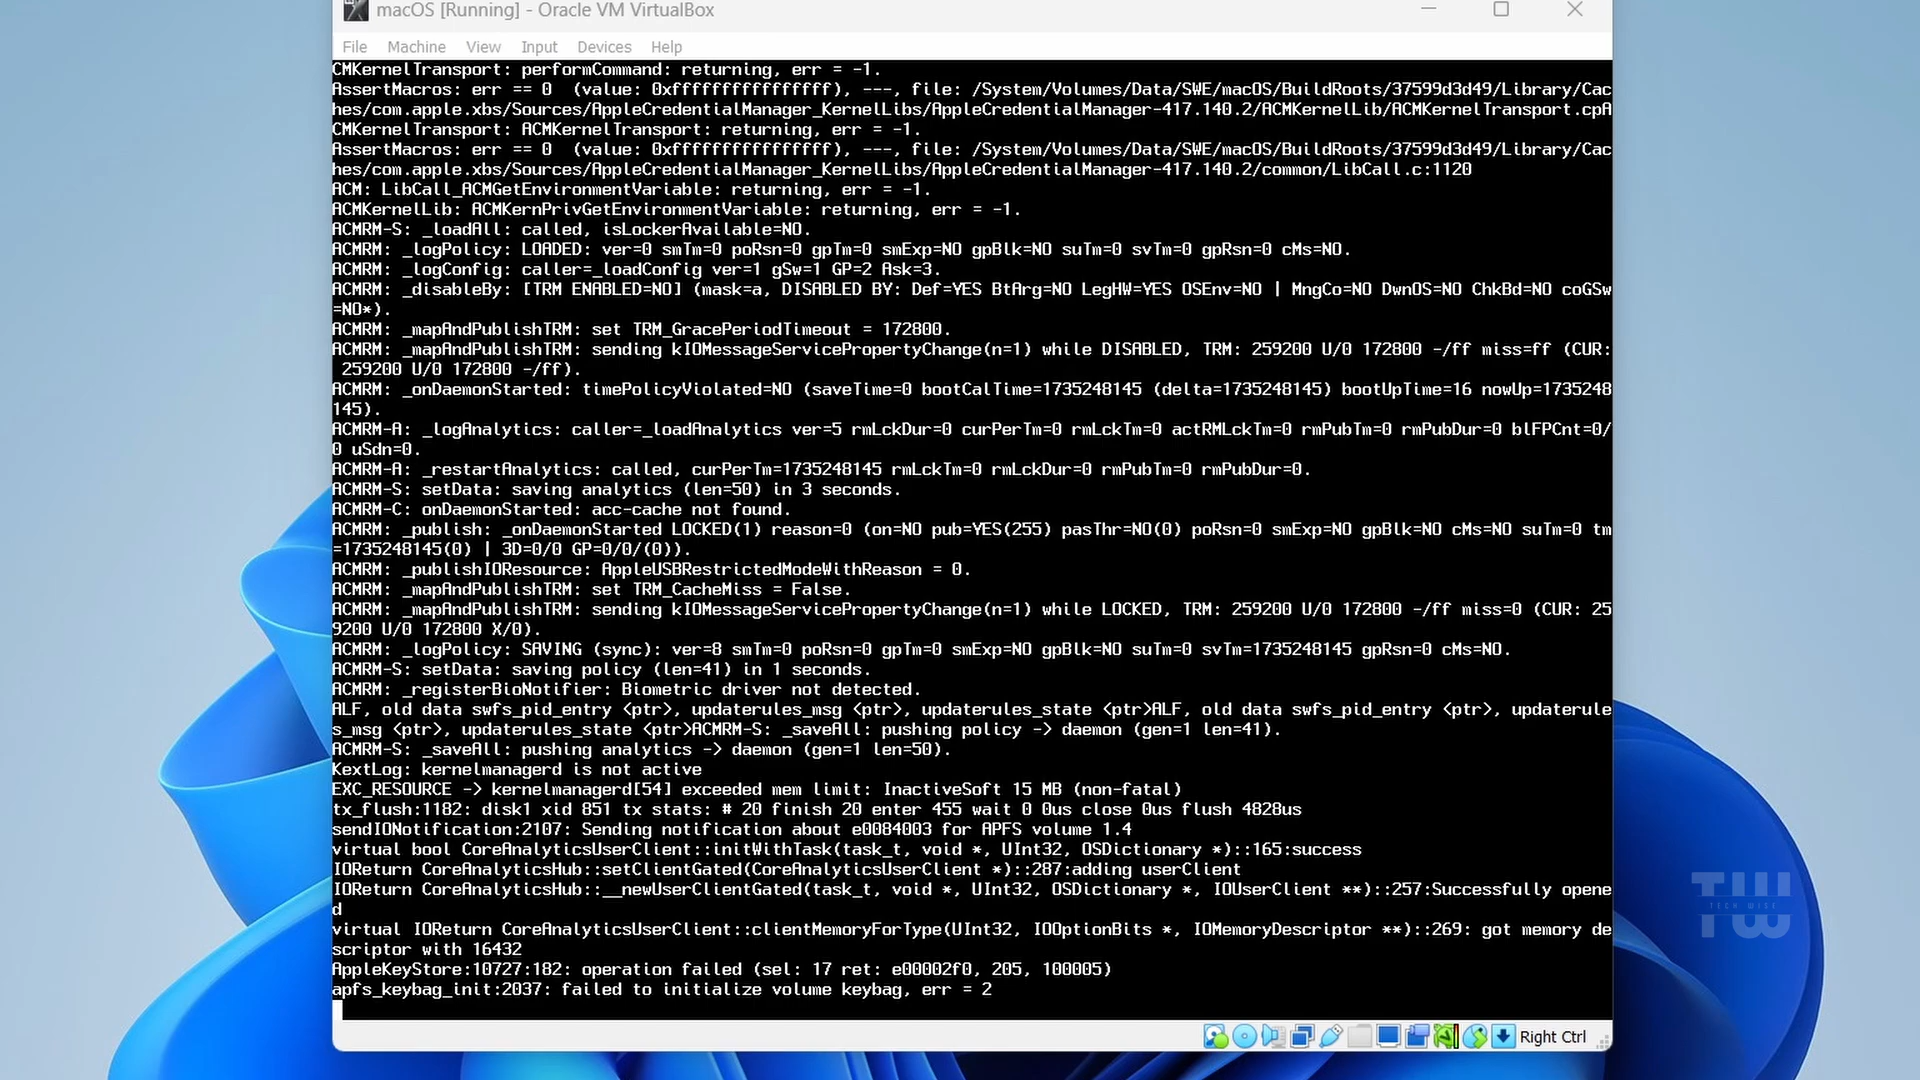 macOS [Running] - Oracle VM VirtualBox
File Machine View Input Devices Help
CMKernelTransport: performCommand: returning, err = -1.
AssertMacros: err == 0  (value: 0xffffffffffffffff), ---, file: /System/Volumes/Data/SWE/macOS/BuildRoots/37599d3d49/Library/Cac
hes/com.apple.xbs/Sources/AppleCredentialManager_KernelLibs/AppleCredentialManager-417.140.2/ACMKernelLib/ACMKernelTransport.cpA
CMKernelTransport: ACMKernelTransport: returning, err = -1.
AssertMacros: err == 0  (value: 0xffffffffffffffff), ---, file: /System/Volumes/Data/SWE/macOS/BuildRoots/37599d3d49/Library/Cac
hes/com.apple.xbs/Sources/AppleCredentialManager_KernelLibs/AppleCredentialManager-417.140.2/common/LibCall.c:1120
ACM: LibCall_ACMGetEnvironmentVariable: returning, err = -1.
ACMKernelLib: ACMKernPrivGetEnvironmentVariable: returning, err = -1.
ACMRM-S: _loadAll: called, isLockerAvailable=NO.
ACMRM: _logPolicy: LOADED: ver=0 smTm=0 poRsn=0 gpTm=0 smExp=NO gpBlk=NO suTm=0 svTm=0 gpRsn=0 cMs=NO.
ACMRM: _logConfig: caller=_loadConfig ver=1 gSw=1 GP=2 Ask=3.
ACMRM: _disableBy: [TRM ENABLED=NO] (mask=a, DISABLED BY: Def=YES BtArg=NO LegHW=YES OSEnv=NO | MngCo=NO DwnOS=NO ChkBd=NO coGSw
=NO*).
ACMRM: _mapAndPublishTRM: set TRM_GracePeriodTimeout = 172800.
ACMRM: _mapAndPublishTRM: sending kIOMessageServicePropertyChange(n=1) while DISABLED, TRM: 259200 U/0 172800 -/ff miss=ff (CUR:
 259200 U/0 172800 -/ff).
ACMRM: _onDaemonStarted: timePolicyViolated=NO (saveTime=0 bootCalTime=1735248145 (delta=1735248145) bootUpTime=16 nowUp=1735248
145).
ACMRM-A: _logAnalytics: caller=_loadAnalytics ver=5 rmLckDur=0 curPerTm=0 rmLckTm=0 actRMLckTm=0 rmPubTm=0 rmPubDur=0 blFPCnt=0/
0 uSdn=0.
ACMRM-A: _restartAnalytics: called, curPerTm=1735248145 rmLckTm=0 rmLckDur=0 rmPubTm=0 rmPubDur=0.
ACMRM-S: setData: saving analytics (len=50) in 3 seconds.
ACMRM-C: onDaemonStarted: acc-cache not found.
ACMRM: _publish: _onDaemonStarted LOCKED(1) reason=0 (on=NO pub=YES(255) pasThr=NO(0) poRsn=0 smExp=NO gpBlk=NO cMs=NO suTm=0 tm
=1735248145(0) | 3D=0/0 GP=0/0/(0)).
ACMRM: _publishIOResource: AppleUSBRestrictedModeWithReason = 0.
ACMRM: _mapAndPublishTRM: set TRM_CacheMiss = False.
ACMRM: _mapAndPublishTRM: sending kIOMessageServicePropertyChange(n=1) while LOCKED, TRM: 259200 U/0 172800 -/ff miss=0 (CUR: 25
9200 U/0 172800 X/0).
ACMRM: _logPolicy: SAVING (sync): ver=8 smTm=0 poRsn=0 gpTm=0 smExp=NO gpBlk=NO suTm=0 svTm=1735248145 gpRsn=0 cMs=NO.
ACMRM-S: setData: saving policy (len=41) in 1 seconds.
ACMRM: _registerBioNotifier: Biometric driver not detected.
ALF, old data swfs_pid_entry <ptr>, updaterules_msg <ptr>, updaterules_state <ptr>ALF, old data swfs_pid_entry <ptr>, updaterule
s_msg <ptr>, updaterules_state <ptr>ACMRM-S: _saveAll: pushing policy -> daemon (gen=1 len=41).
ACMRM-S: _saveAll: pushing analytics -> daemon (gen=1 len=50).
KextLog: kernelmanagerd is not active
EXC_RESOURCE -> kernelmanagerd[54] exceeded mem limit: InactiveSoft 15 MB (non-fatal)
tx_flush:1182: disk1 xid 851 tx stats: # 20 finish 20 enter 455 wait 0 0us close 0us flush 4828us
sendIONotification:2107: Sending notification about e0084003 for APFS volume 1.4
virtual bool CoreAnalyticsUserClient::initWithTask(task_t, void *, UInt32, OSDictionary *)::165:success
IOReturn CoreAnalyticsHub::setClientGated(CoreAnalyticsUserClient *)::287:adding userClient
IOReturn CoreAnalyticsHub::__newUserClientGated(task_t, void *, UInt32, OSDictionary *, IOUserClient **)::257:Successfully opene
d
virtual IOReturn CoreAnalyticsUserClient::clientMemoryForType(UInt32, IOOptionBits *, IOMemoryDescriptor **)::269: got memory de
scriptor with 16432
AppleKeyStore:10727:182: operation failed (sel: 17 ret: e00002f0, 205, 100005)
apfs_keybag_init:2037: failed to initialize volume keybag, err = 2
Right Ctrl
TW
TECH WISE